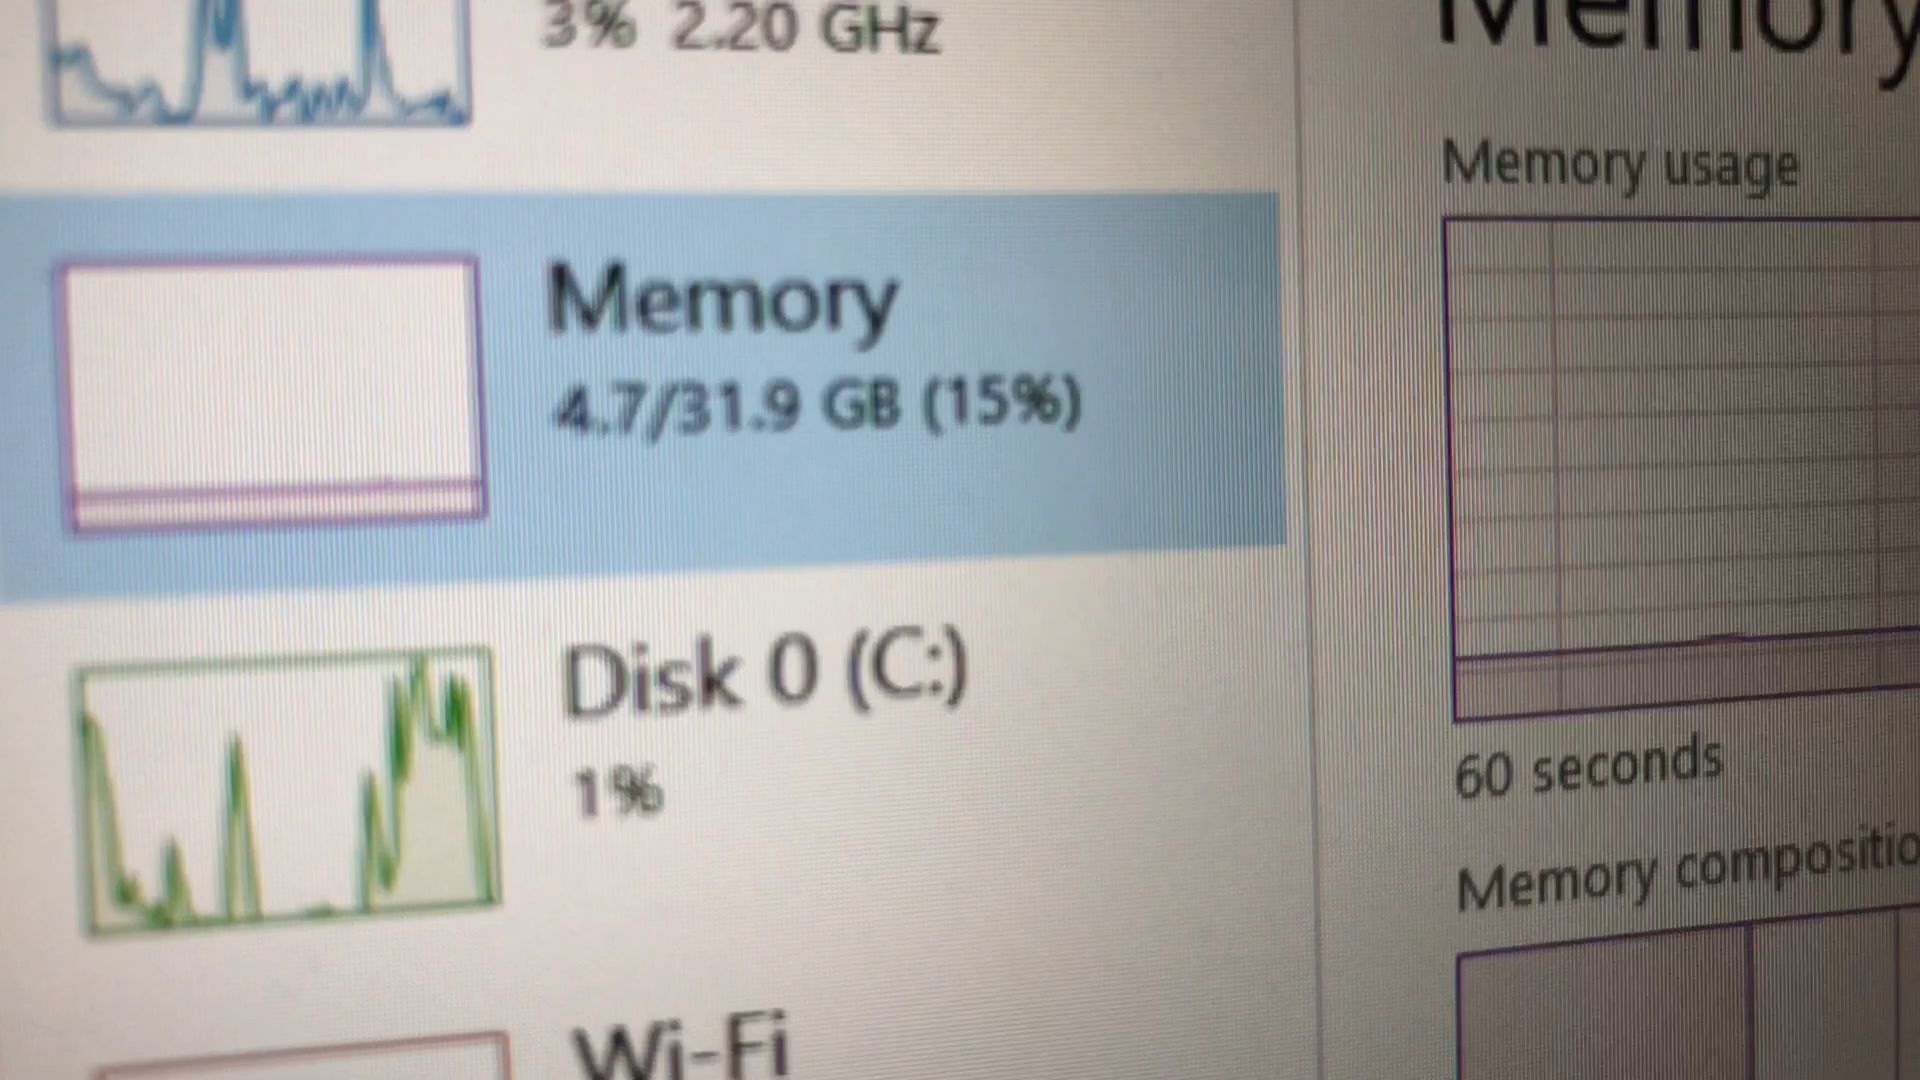 3% 2.20 GHz
Memory
4.7/31.9 GB (15%)
Disk 0 (C:)
1%
Wi-Fi
Memory
Memory usage
60 seconds
Memory compositio